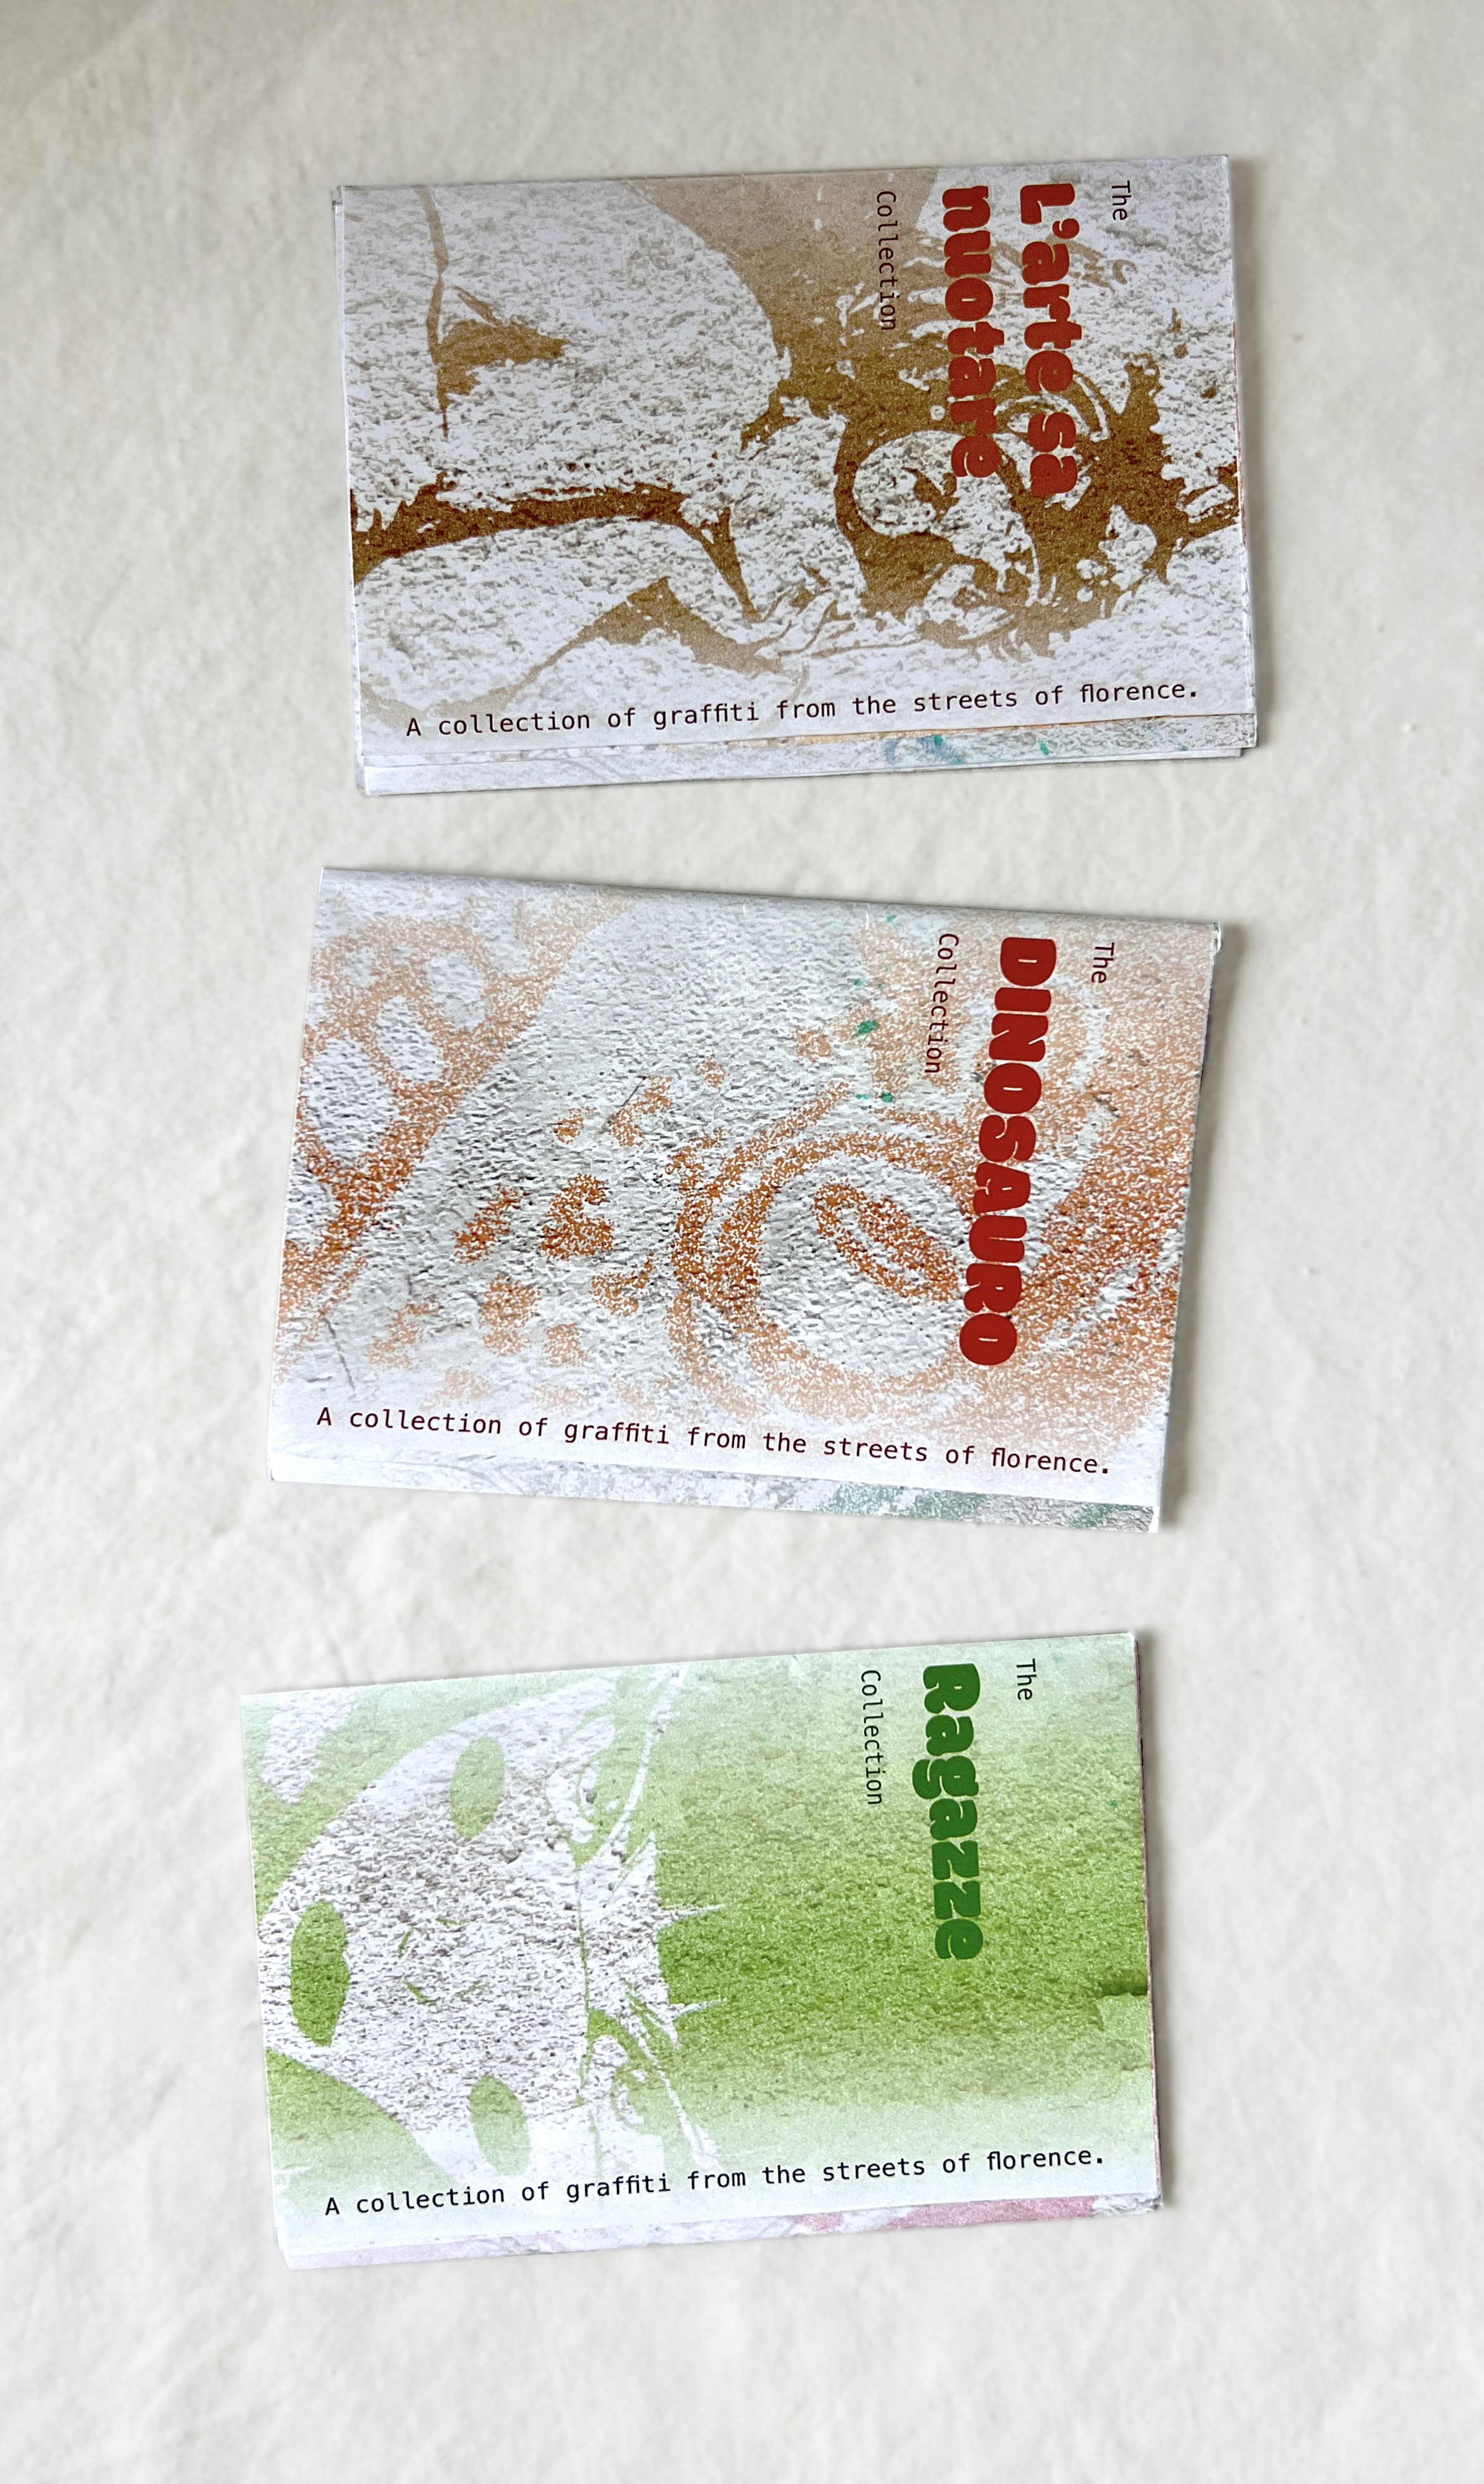 The
L'arte sa
nuotare
Collection
A collection of graffiti from the streets of florence.
The
DINOSAURO
Collection
A collection of graffiti from the streets of florence.
The
Ragazze
Collection
A collection of graffiti from the streets of florence.